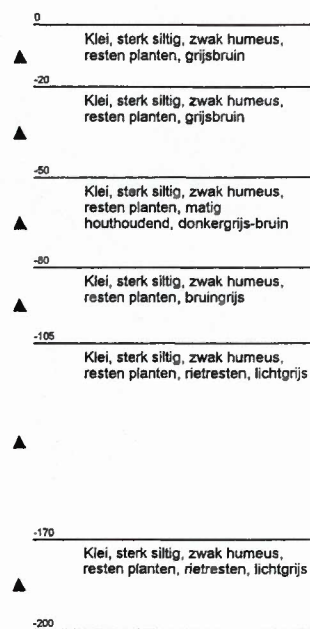 0
Klei, sterk siltig, zwak humeus,
resten planten, grijsbruin
-20
Klei, sterk siltig, zwak humeus,
resten planten, grijsbruin
-50
Klei, sterk siltig, zwak humeus,
resten planten, matig
houthoudend, donkergrijs-bruin
-80
Klei, sterk siltig, zwak humeus,
resten planten, bruingrijs
-105
Klei, sterk siltig, zwak humeus,
resten planten, rietresten, lichtgrijs
-170
Klei, sterk siltig, zwak humeus,
resten planten, rietresten, lichtgrijs
-200